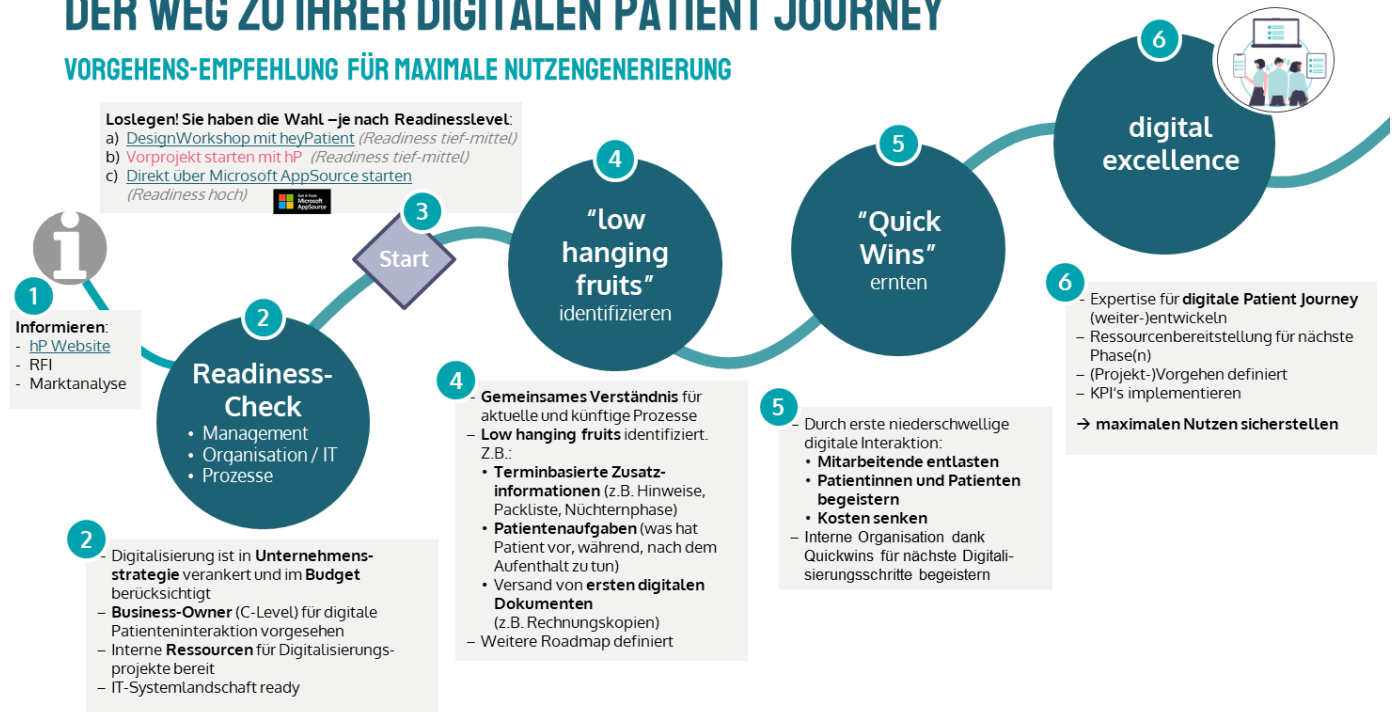 DER WEG ZU IHRER DIGITALEN PATIENT JOURNEY
VORGEHENS-EMPFEHLUNG FÜR MAXIMALE NUTZENGENERIERUNG
Loslegen! Sie haben die Wahl –je nach Readinesslevel:
a) DesignWorkshop mit heyPatient (Readiness tief-mittel)
b) Vorprojekt starten mit hP (Readiness tief-mittel)
c) Direkt über Microsoft AppSource starten
(Readiness hoch)
Get it from
Microsoft
AppSource
1
Informieren:
- hP Website
- RFI
- Marktanalyse
2
Readiness-
Check
• Management
• Organisation / IT
• Prozesse
2
- Digitalisierung ist in Unternehmens-
strategie verankert und im Budget
berücksichtigt
– Business-Owner (C-Level) für digitale
Patienteninteraktion vorgesehen
– Interne Ressourcen für Digitalisierungs-
projekte bereit
– IT-Systemlandschaft ready
3
Start
4
"low
hanging
fruits"
identifizieren
4
- Gemeinsames Verständnis für
aktuelle und künftige Prozesse
– Low hanging fruits identifiziert.
Z.B.:
• Terminbasierte Zusatz-
informationen (z.B. Hinweise,
Packliste, Nüchternphase)
• Patientenaufgaben (was hat
Patient vor, während, nach dem
Aufenthalt zu tun)
• Versand von ersten digitalen
Dokumenten
(z.B. Rechnungskopien)
– Weitere Roadmap definiert
5
"Quick
Wins"
ernten
5
– Durch erste niederschwellige
digitale Interaktion:
• Mitarbeitende entlasten
• Patientinnen und Patienten
begeistern
• Kosten senken
– Interne Organisation dank
Quickwins für nächste Digitali-
sierungsschritte begeistern
6
digital
excellence
6
- Expertise für digitale Patient Journey
(weiter-)entwickeln
– Ressourcenbereitstellung für nächste
Phase(n)
– (Projekt-)Vorgehen definiert
– KPI's implementieren
→ maximalen Nutzen sicherstellen